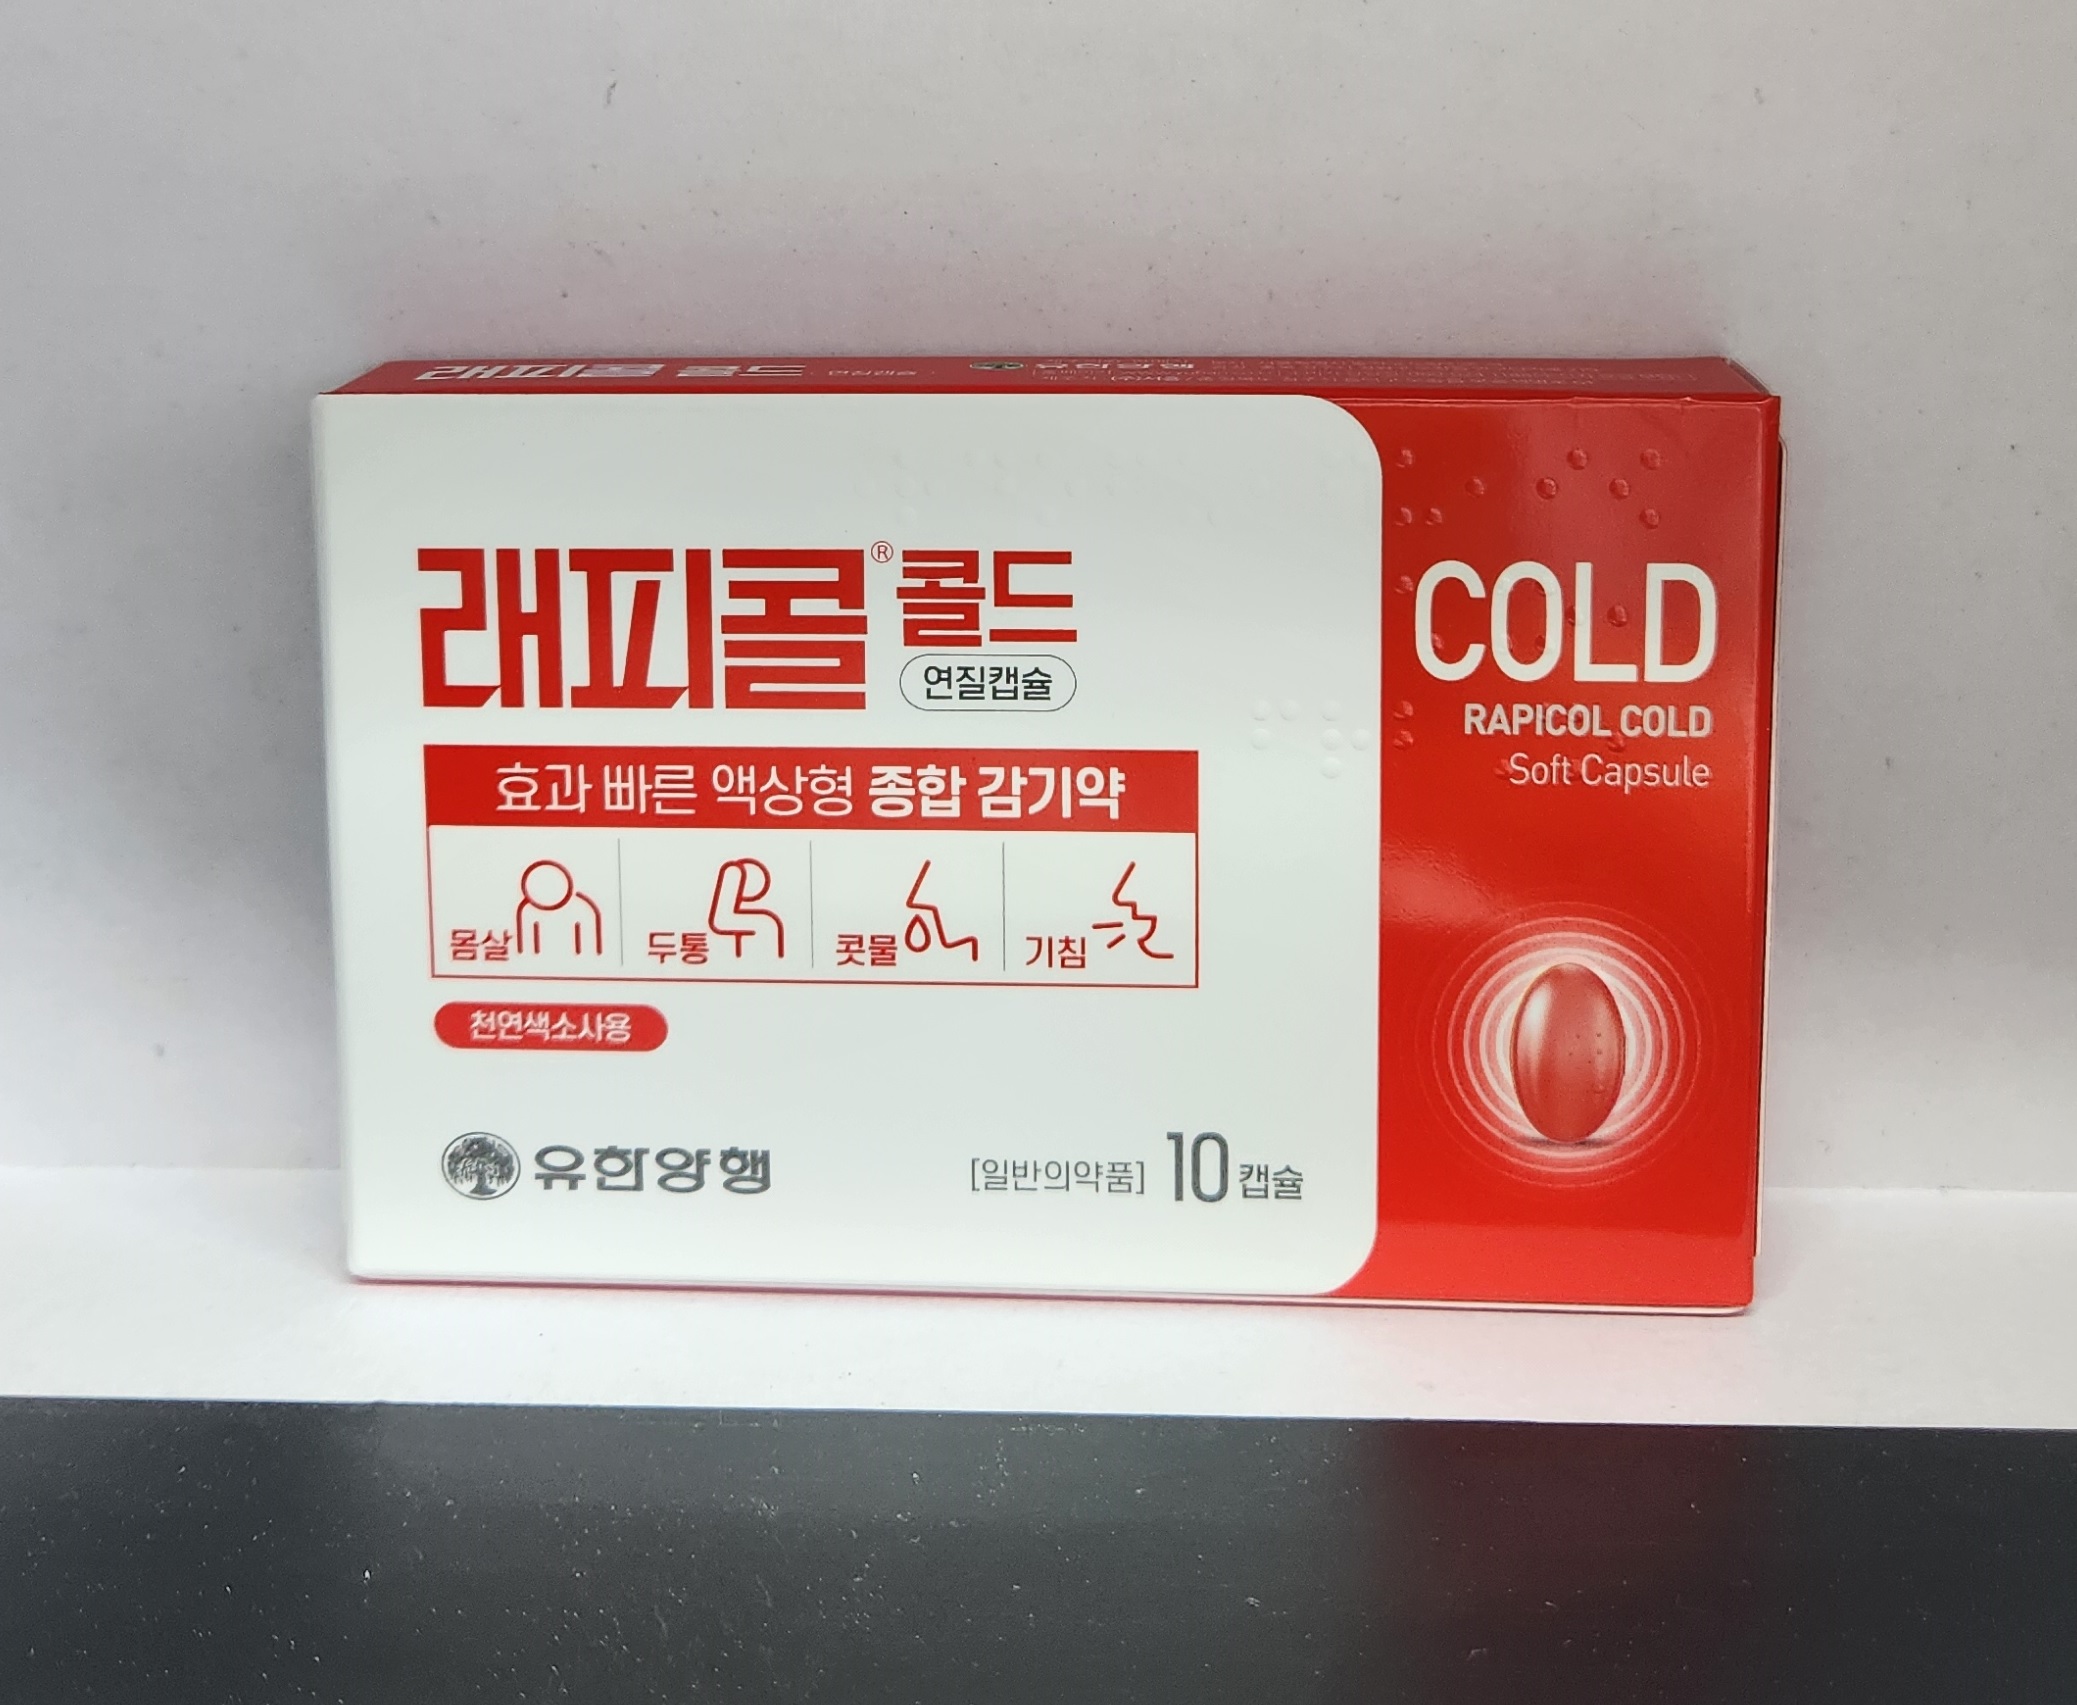 래피콜® 콜드
연질캡슐
효과 빠른 액상형 종합 감기약
몸살 두통 콧물 기침
천연색소사용
유한양행
[일반의약품] 10 캡슐
COLD
RAPICOL COLD
Soft Capsule